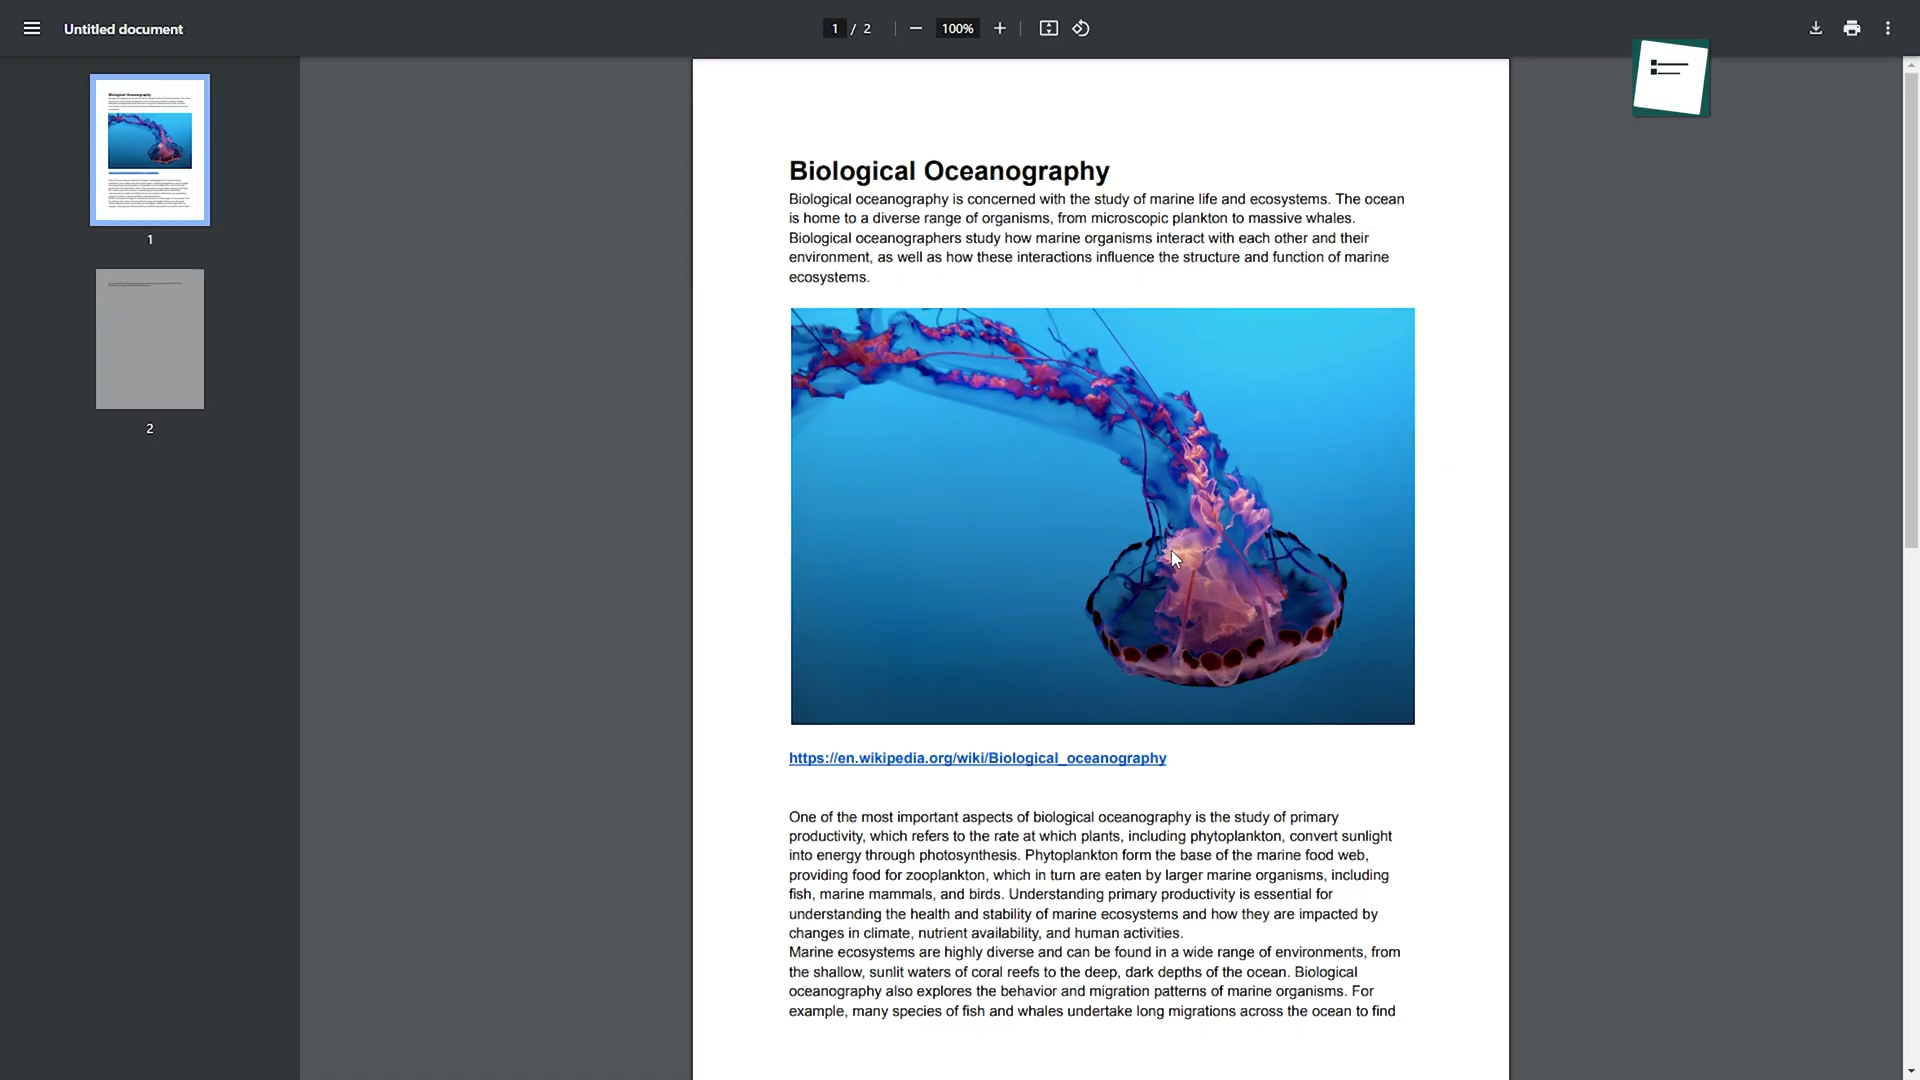 Untitled document
1 / 2
100%
1
2
Biological Oceanography
Biological oceanography is concerned with the study of marine life and ecosystems. The ocean
is home to a diverse range of organisms, from microscopic plankton to massive whales.
Biological oceanographers study how marine organisms interact with each other and their
environment, as well as how these interactions influence the structure and function of marine
ecosystems.
https://en.wikipedia.org/wiki/Biological_oceanography
One of the most important aspects of biological oceanography is the study of primary
productivity, which refers to the rate at which plants, including phytoplankton, convert sunlight
into energy through photosynthesis. Phytoplankton form the base of the marine food web,
providing food for zooplankton, which in turn are eaten by larger marine organisms, including
fish, marine mammals, and birds. Understanding primary productivity is essential for
understanding the health and stability of marine ecosystems and how they are impacted by
changes in climate, nutrient availability, and human activities.
Marine ecosystems are highly diverse and can be found in a wide range of environments, from
the shallow, sunlit waters of coral reefs to the deep, dark depths of the ocean. Biological
oceanography also explores the behavior and migration patterns of marine organisms. For
example, many species of fish and whales undertake long migrations across the ocean to find